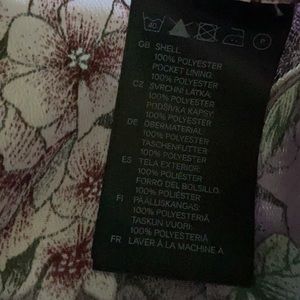 GB SHELL:
100% POLYESTER
POCKET LINING:
100% POLYESTER
CZ SVRCHNÍ LÁTKA:
100% POLYESTER
PODŠÍVKA KAPSY:
100% POLYESTER
DE OBERMATERIAL:
100% POLYESTER
TASCHENFUTTER:
100% POLYESTER
ES TELA EXTERIOR:
100% POLIÉSTER
FORRO DEL BOLSILLO:
100% POLIÉSTER
FI PÄÄLLISKANGAS:
100% POLYESTERIÄ
TASKUN VUORI:
100% POLYESTERIÄ
FR LAVER À LA MACHINE À